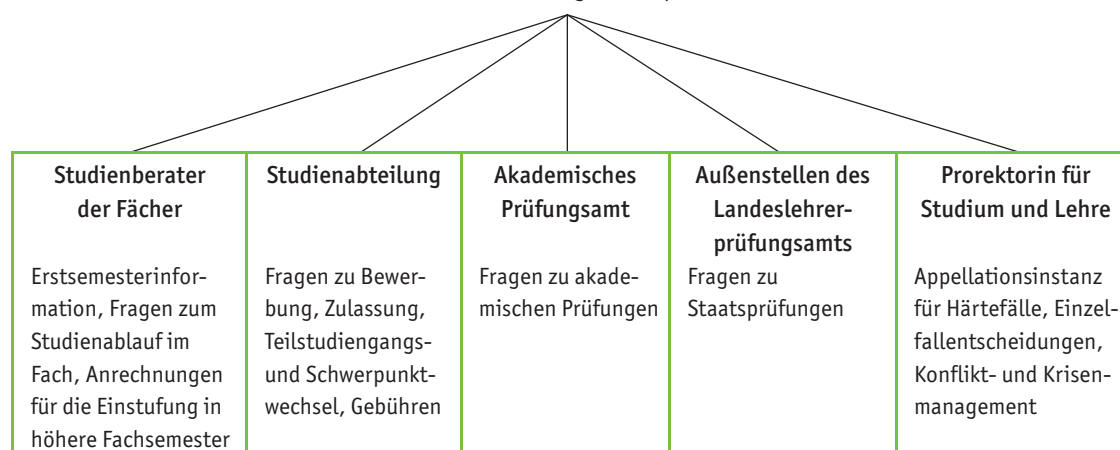 Studienberater
der Fächer
Erstsemesterinfor-
mation, Fragen zum
Studienablauf im
Fach, Anrechnungen
für die Einstufung in
höhere Fachsemester
Studienabteilung
Fragen zu Bewer-
bung, Zulassung,
Teilstudiengangs-
und Schwerpunkt-
wechsel, Gebühren
Akademisches
Prüfungsamt
Fragen zu akade-
mischen Prüfungen
Außenstellen des
Landeslehrer-
prüfungsamts
Fragen zu
Staatsprüfungen
Prorektorin für
Studium und Lehre
Appellationsinstanz
für Härtefälle, Einzel-
fallentscheidungen,
Konflikt- und Krisen-
management